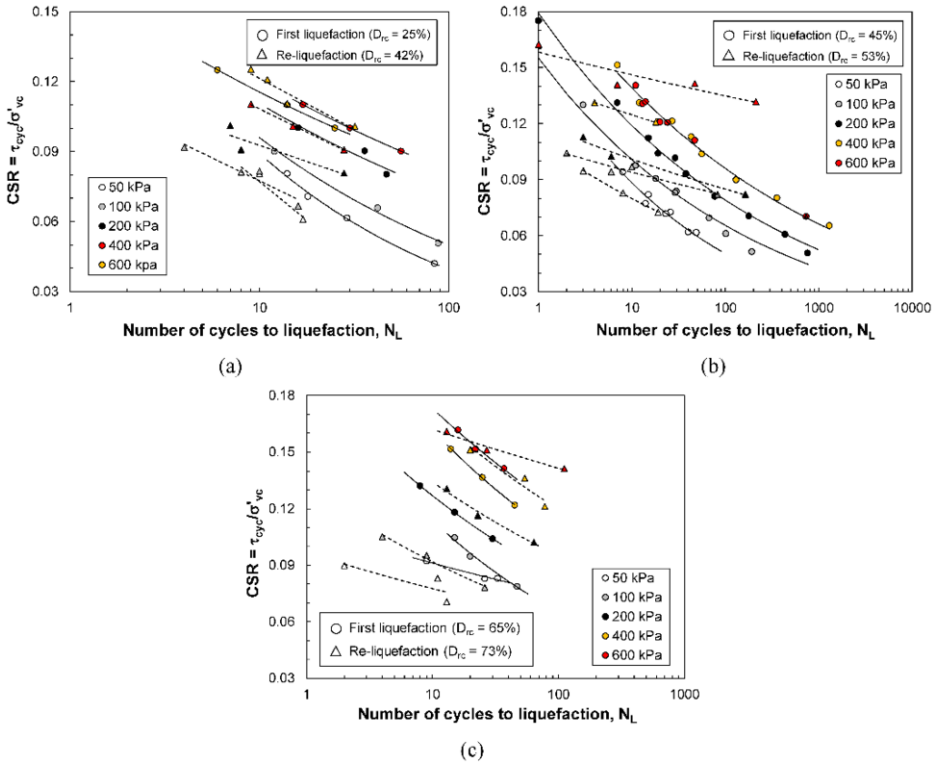 0.15
0.12
0.09
0.06
0.03
CSR = τcyc/σ'vc
First liquefaction (Drc = 25%)
Re-liquefaction (Drc = 42%)
50 kPa
100 kPa
200 kPa
400 kPa
600 kpa
1 10 100
Number of cycles to liquefaction, NL
(a)
0.18
0.15
0.12
0.09
0.06
0.03
CSR = τcyc/σ'vc
First liquefaction (Drc = 45%)
Re-liquefaction (Drc = 53%)
50 kPa
100 kPa
200 kPa
400 kPa
600 kPa
1 10 100 1000 10000
Number of cycles to liquefaction, NL
(b)
0.18
0.15
0.12
0.09
0.06
0.03
CSR = τcyc/σ'vc
50 kPa
100 kPa
200 kPa
400 kPa
600 kPa
First liquefaction (Drc = 65%)
Re-liquefaction (Drc = 73%)
1 10 100 1000
Number of cycles to liquefaction, NL
(c)